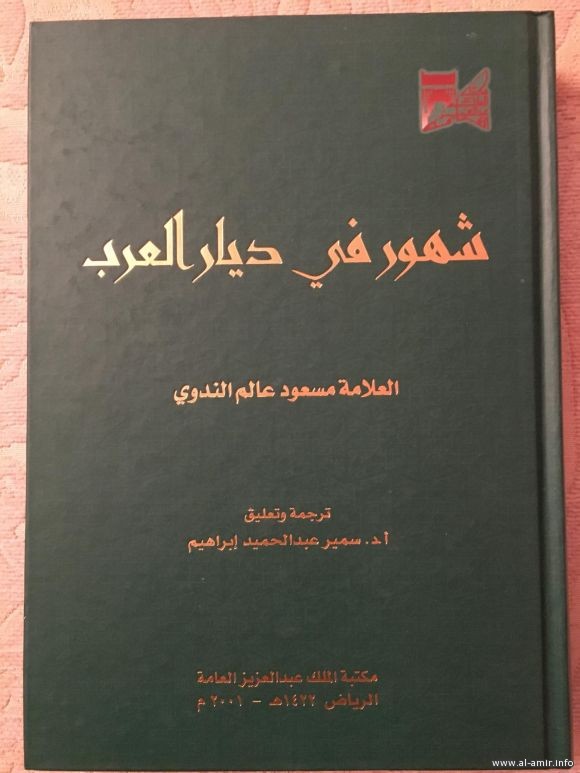 شهور في ديار العرب
العلامة مسعود عالم الندوي
ترجمة وتعليق
أ.د. سمير عبدالحميد إبراهيم
مكتبة الملك عبدالعزيز العامة
الرياض ١٤٢٢هـ - ٢٠٠١ م
www.al-amir.info